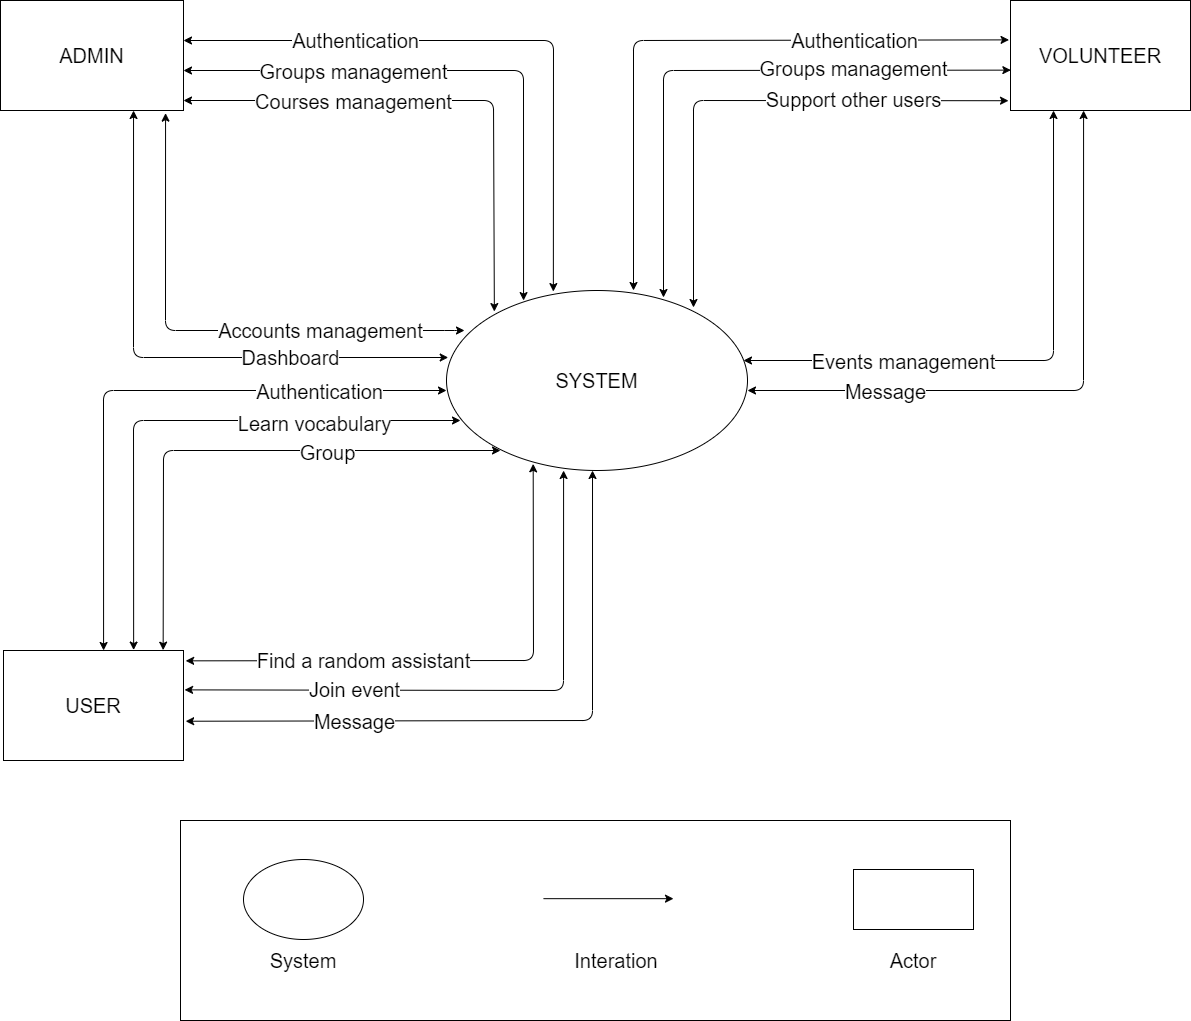 ADMIN
Authentication
Groups management
Courses management
Authentication
Groups management
Support other users
VOLUNTEER
Accounts management
Dashboard
Authentication
Learn vocabulary
Group
SYSTEM
Events management
Message
USER
Find a random assistant
Join event
Message
System
Interation
Actor